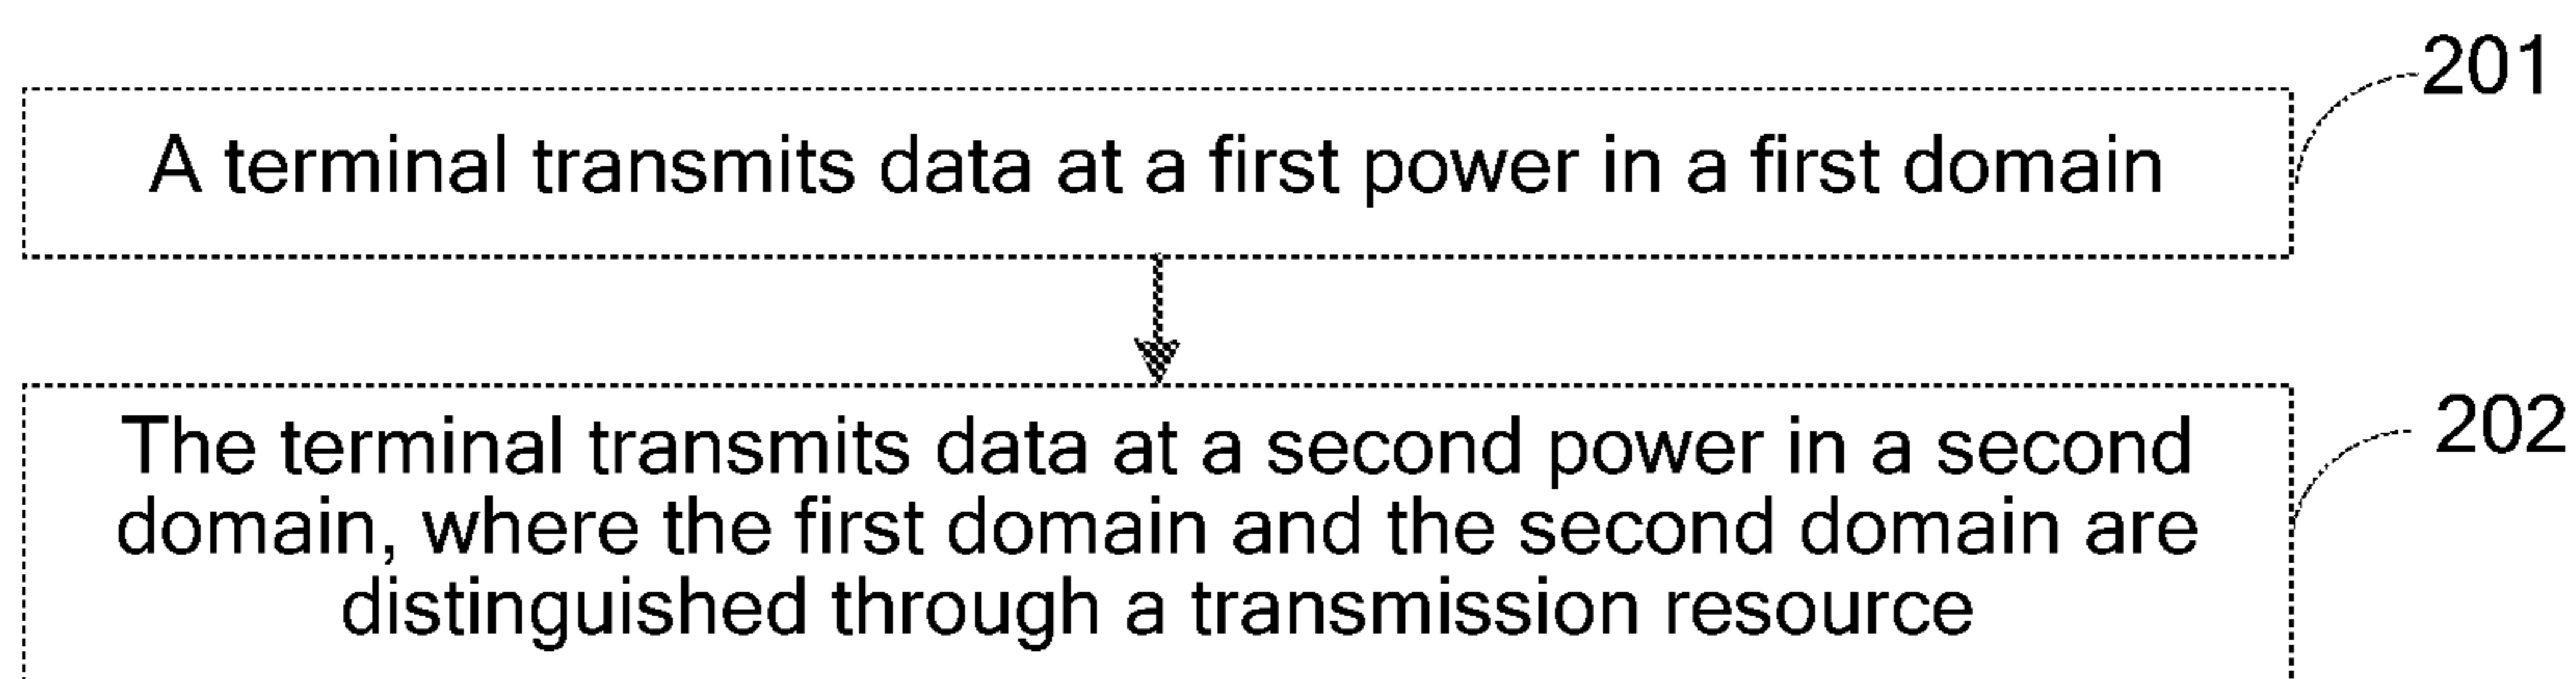 201
A terminal transmits data at a first power in a first domain
202
The terminal transmits data at a second power in a second
domain, where the first domain and the second domain are
distinguished through a transmission resource